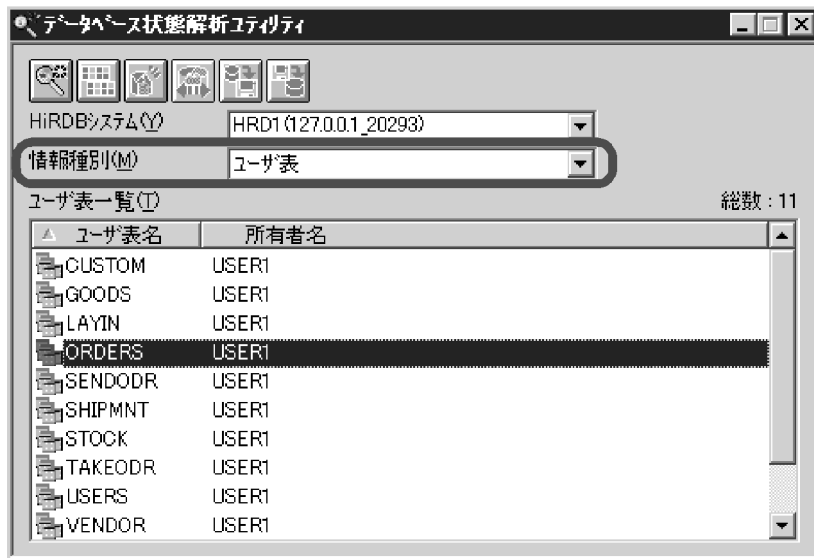 データベース状態解析ユティリティ
HiRDBシステム(Y) HRD1(127.0.0.1_20293)
情報種別(M) ユーザ表
ユーザ表一覧(T) 総数:11
ユーザ表名 所有者名
CUSTOM USER1
GOODS USER1
LAYIN USER1
ORDERS USER1
SENDODR USER1
SHIPMNT USER1
STOCK USER1
TAKEODR USER1
USERS USER1
VENDOR USER1